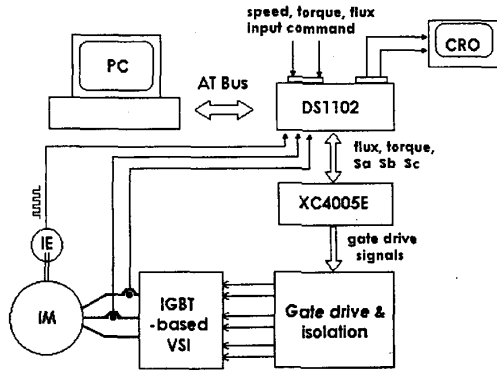 speed, torque, flux
input command
CRO
PC
AT Bus
DS1102
flux, torque,
Sa Sb Sc
XC4005E
gate drive
signals
IE
IM
IGBT
-based
VSI
Gate drive &
isolation